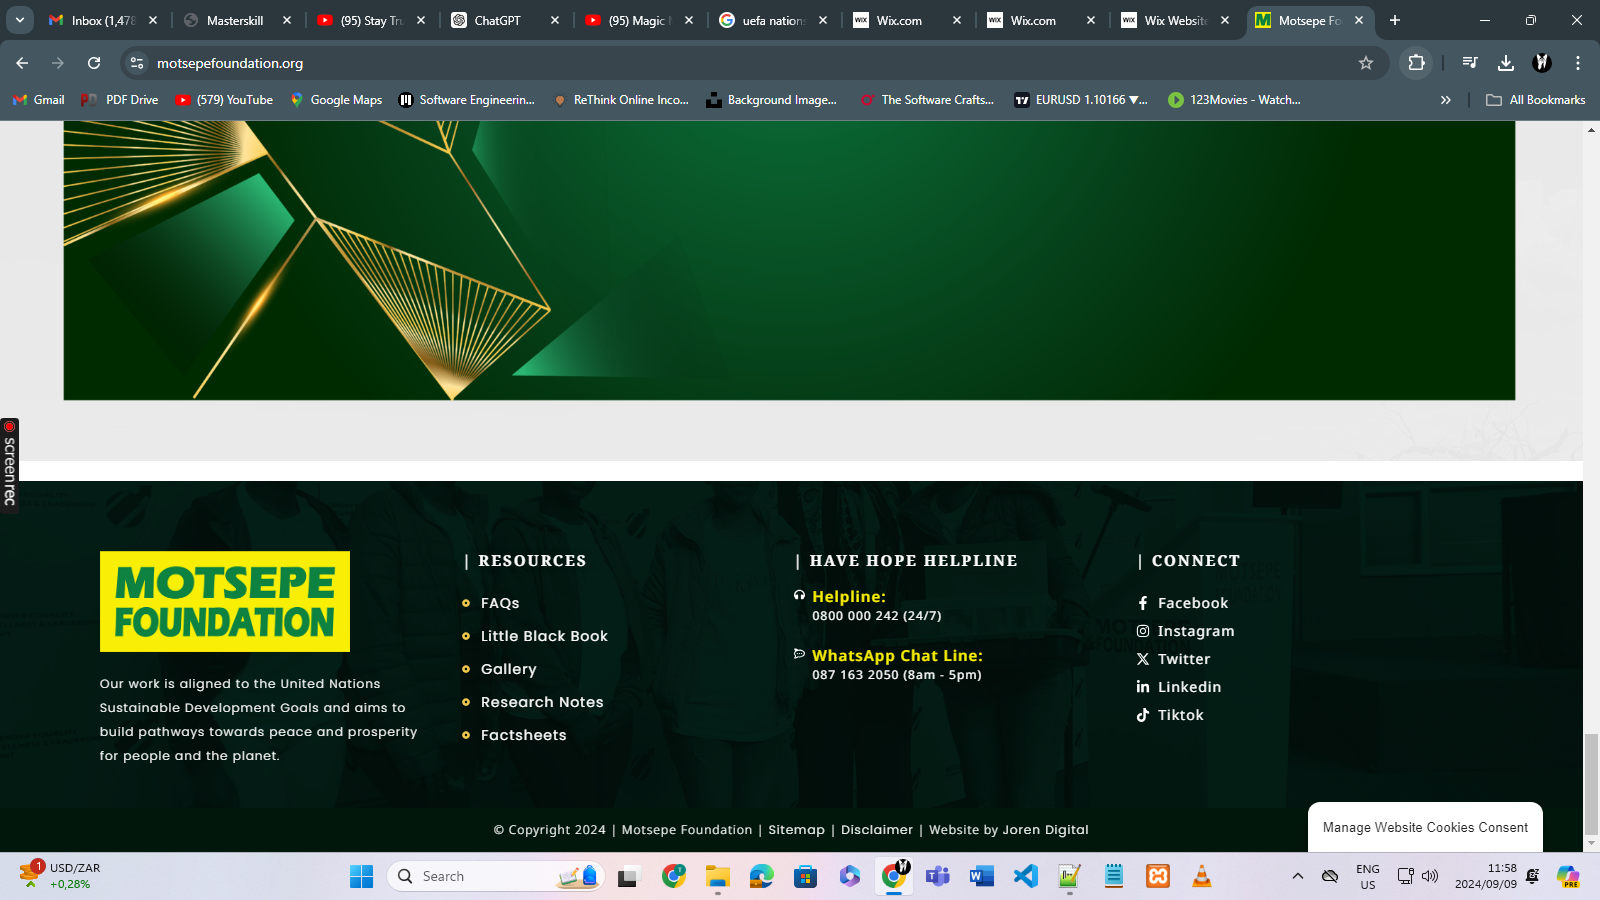 Inbox (1,478
Masterskill
(95) Stay Tru
ChatGPT
(95) Magic M
uefa nations
Wix.com
Wix.com
Wix Website
Motsepe Fo
motsepefoundation.org
Gmail
PDF Drive
(579) YouTube
Google Maps
Software Engineerin...
ReThink Online Inco...
Background Image...
The Software Crafts...
EURUSD 1.10166 ▼...
123Movies - Watch...
All Bookmarks
screenrec
MOTSEPE
FOUNDATION
Our work is aligned to the United Nations
Sustainable Development Goals and aims to
build pathways towards peace and prosperity
for people and the planet.
| RESOURCES
FAQs
Little Black Book
Gallery
Research Notes
Factsheets
| HAVE HOPE HELPLINE
Helpline:
0800 000 242 (24/7)
WhatsApp Chat Line:
087 163 2050 (8am - 5pm)
| CONNECT
Facebook
Instagram
Twitter
Linkedin
Tiktok
© Copyright 2024 | Motsepe Foundation | Sitemap | Disclaimer | Website by Joren Digital
Manage Website Cookies Consent
1
USD/ZAR
+0,28%
Search
ENG
US
11:58
2024/09/09
PRE